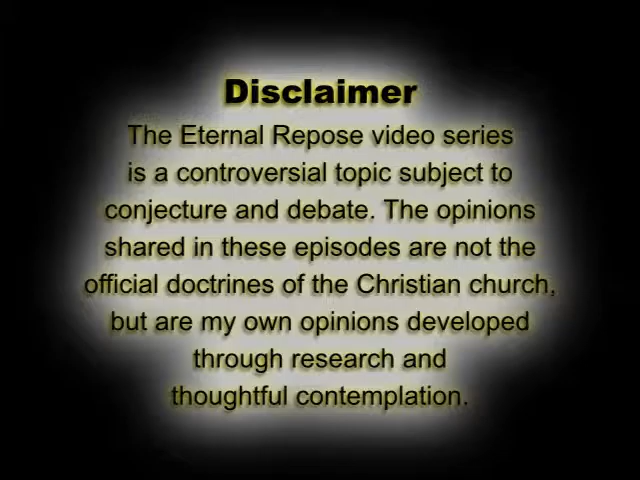 Disclaimer
The Eternal Repose video series
is a controversial topic subject to
conjecture and debate. The opinions
shared in these episodes are not the
official doctrines of the Christian church,
but are my own opinions developed
through research and
thoughtful contemplation.